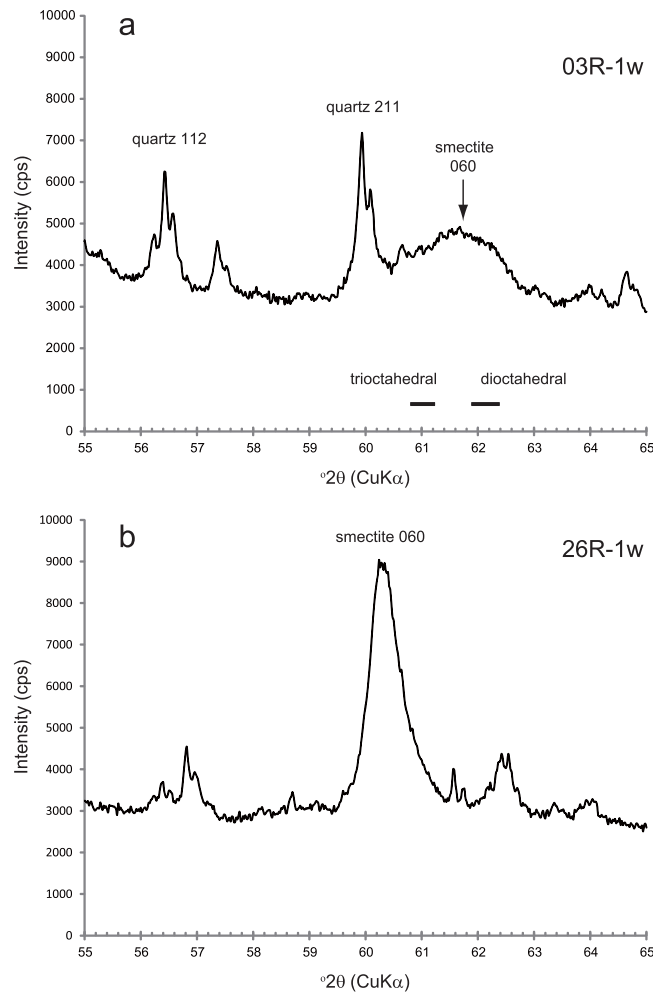 a
03R-1w
quartz 211
quartz 112
smectite
060
Intensity (cps)
10000
9000
8000
7000
6000
5000
4000
3000
2000
1000
0
trioctahedral dioctahedral
55 56 57 58 59 60 61 62 63 64 65
°2θ (CuKα)
b
26R-1w
smectite 060
Intensity (cps)
10000
9000
8000
7000
6000
5000
4000
3000
2000
1000
0
55 56 57 58 59 60 61 62 63 64 65
°2θ (CuKα)